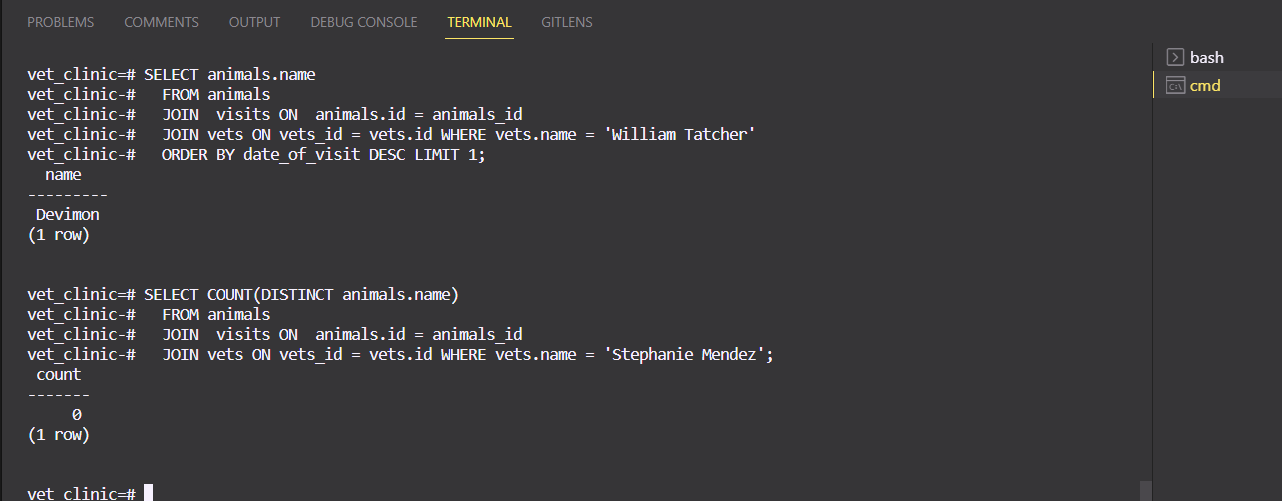 PROBLEMS COMMENTS OUTPUT DEBUG CONSOLE TERMINAL GITLENS
bash
cmd
vet_clinic=# SELECT animals.name
vet_clinic-#   FROM animals
vet_clinic-#   JOIN  visits ON  animals.id = animals_id
vet_clinic-#   JOIN vets ON vets_id = vets.id WHERE vets.name = 'William Tatcher'
vet_clinic-#   ORDER BY date_of_visit DESC LIMIT 1;
  name
---------
 Devimon
(1 row)
vet_clinic=# SELECT COUNT(DISTINCT animals.name)
vet_clinic-#   FROM animals
vet_clinic-#   JOIN  visits ON  animals.id = animals_id
vet_clinic-#   JOIN vets ON vets_id = vets.id WHERE vets.name = 'Stephanie Mendez';
 count
-------
     0
(1 row)
vet_clinic=#